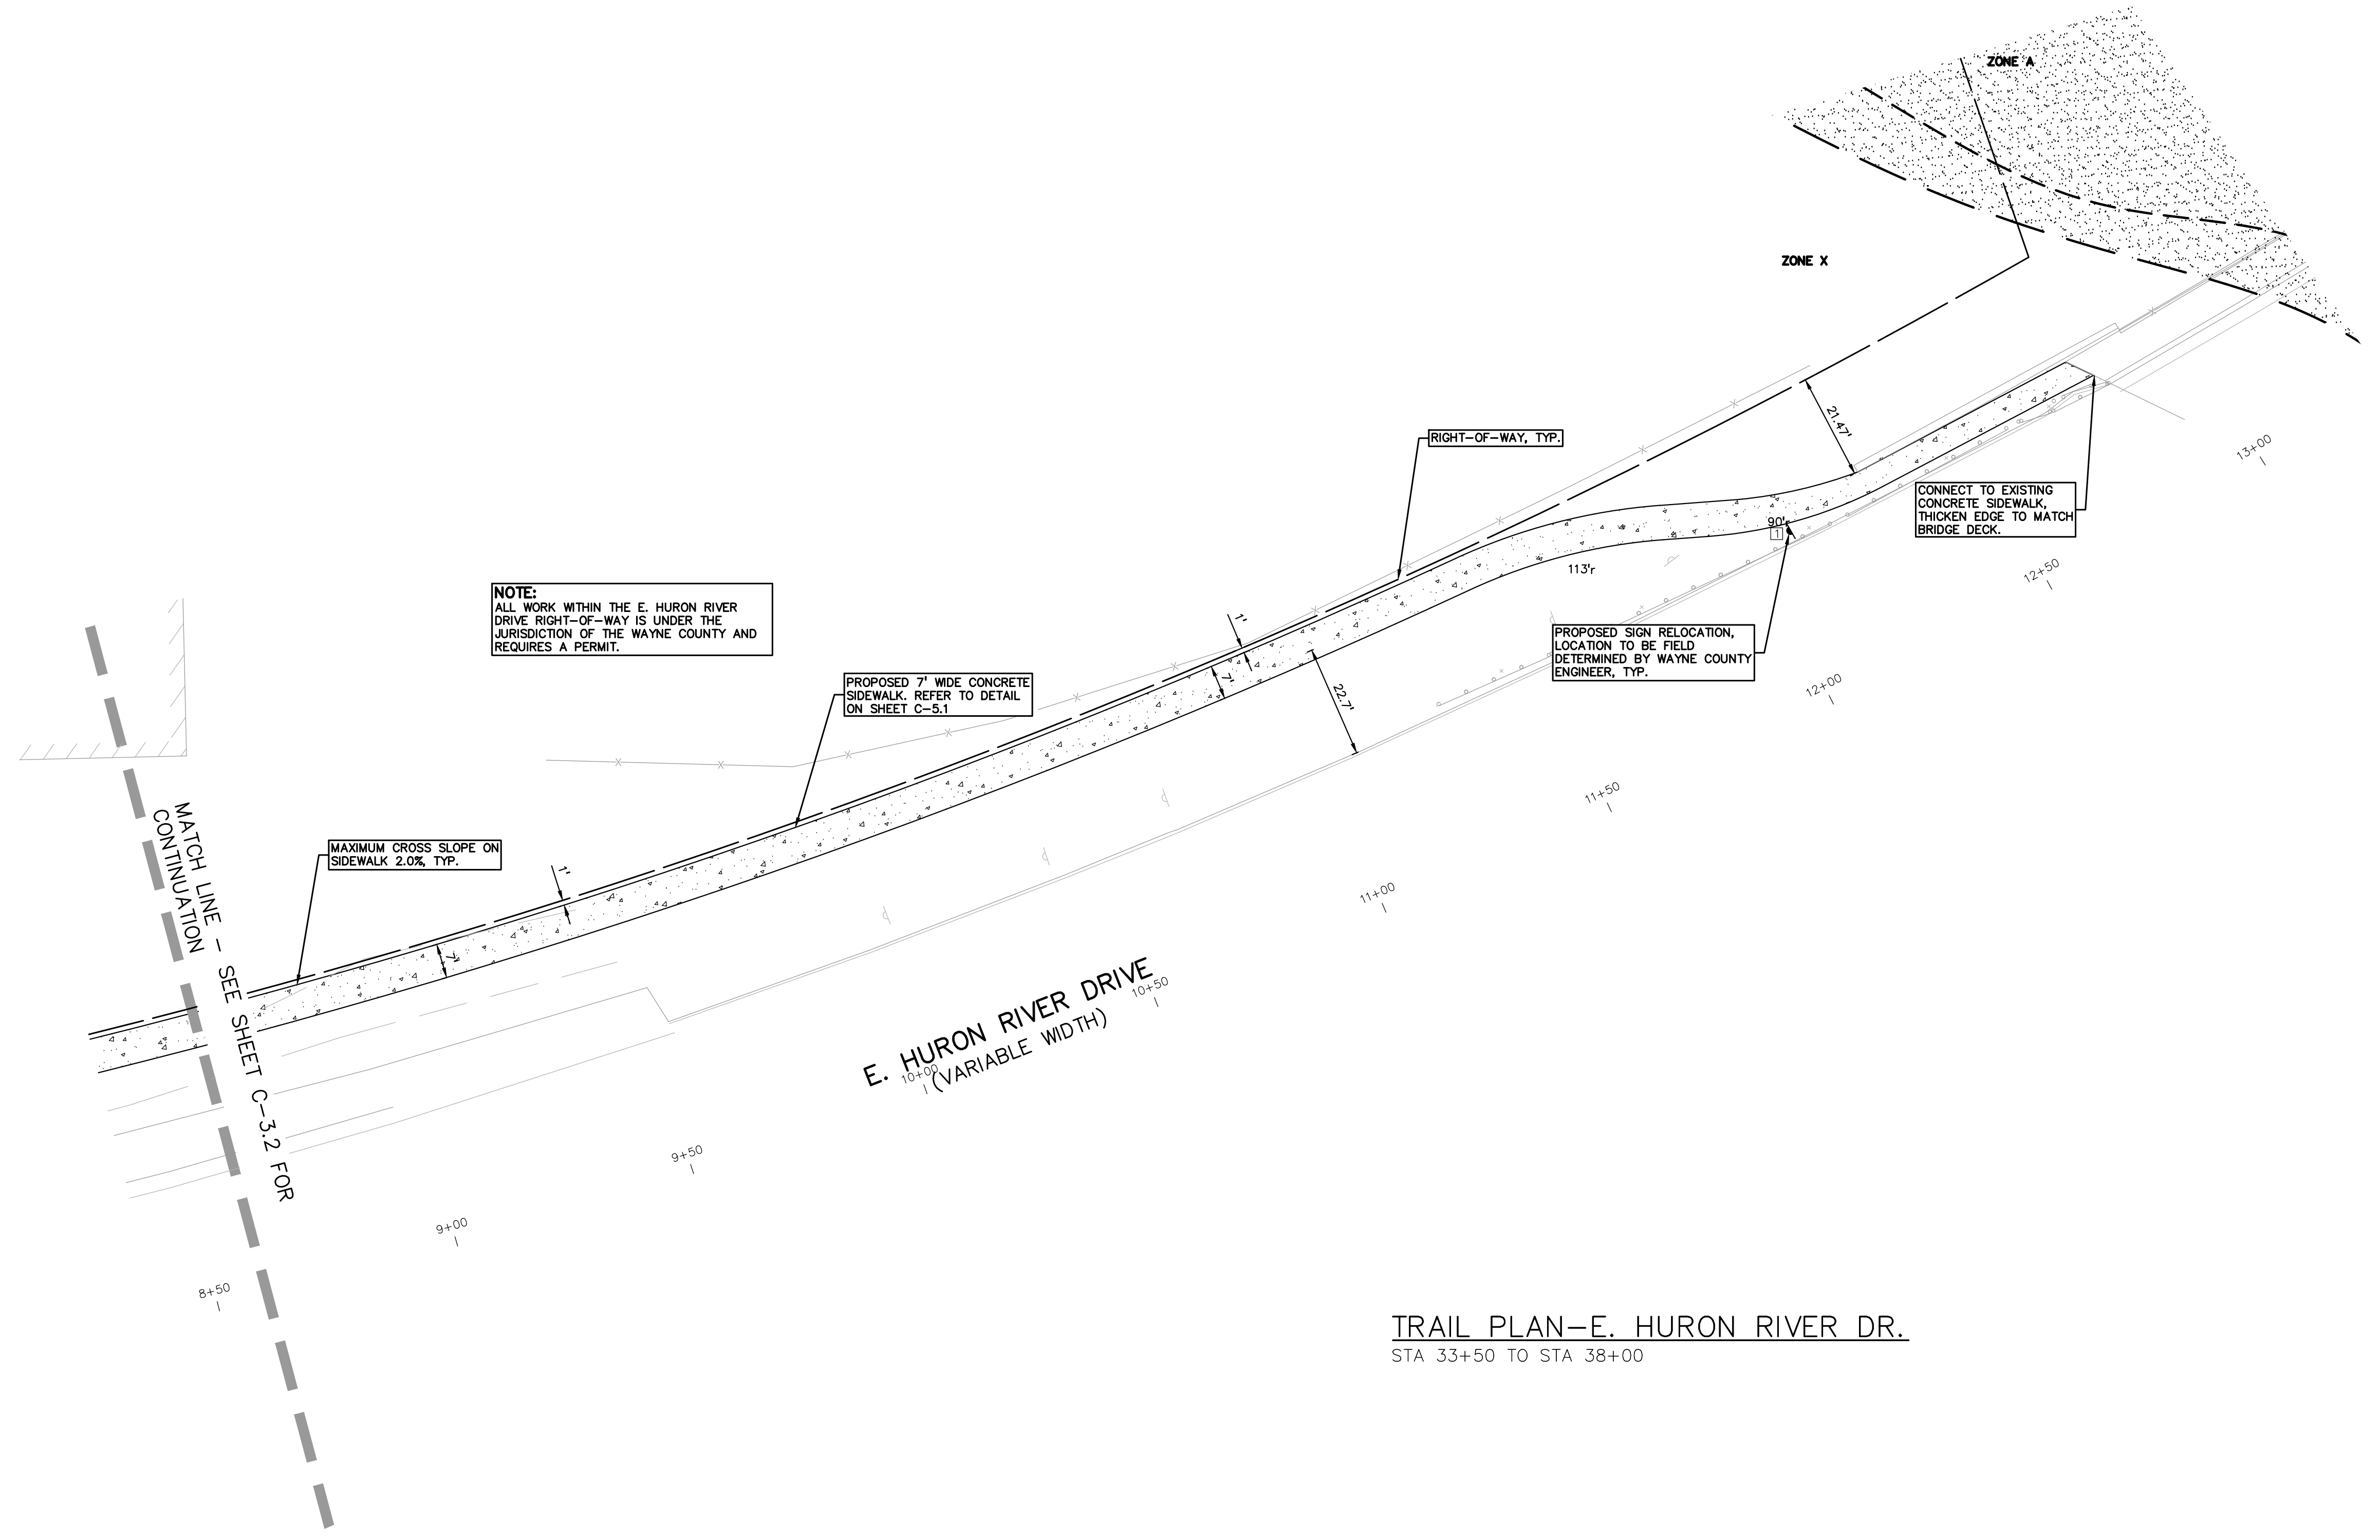 ZONE A
ZONE X
21.47'
RIGHT-OF-WAY, TYP.
13+00
CONNECT TO EXISTING
CONCRETE SIDEWALK,
THICKEN EDGE TO MATCH
BRIDGE DECK.
90'r
1
113'r
12+50
NOTE:
ALL WORK WITHIN THE E. HURON RIVER
DRIVE RIGHT-OF-WAY IS UNDER THE
JURISDICTION OF THE WAYNE COUNTY AND
REQUIRES A PERMIT.
1'
7'
PROPOSED SIGN RELOCATION,
LOCATION TO BE FIELD
DETERMINED BY WAYNE COUNTY
ENGINEER, TYP.
PROPOSED 7' WIDE CONCRETE
SIDEWALK. REFER TO DETAIL
ON SHEET C-5.1
22.7'
12+00
11+50
MAXIMUM CROSS SLOPE ON
SIDEWALK 2.0%, TYP.
1'
7'
11+00
MATCH LINE - SEE SHEET C-3.2 FOR
CONTINUATION
E. HURON RIVER DRIVE
(VARIABLE WIDTH)
10+50
10+00
9+50
9+00
8+50
TRAIL PLAN-E. HURON RIVER DR.
STA 33+50 TO STA 38+00